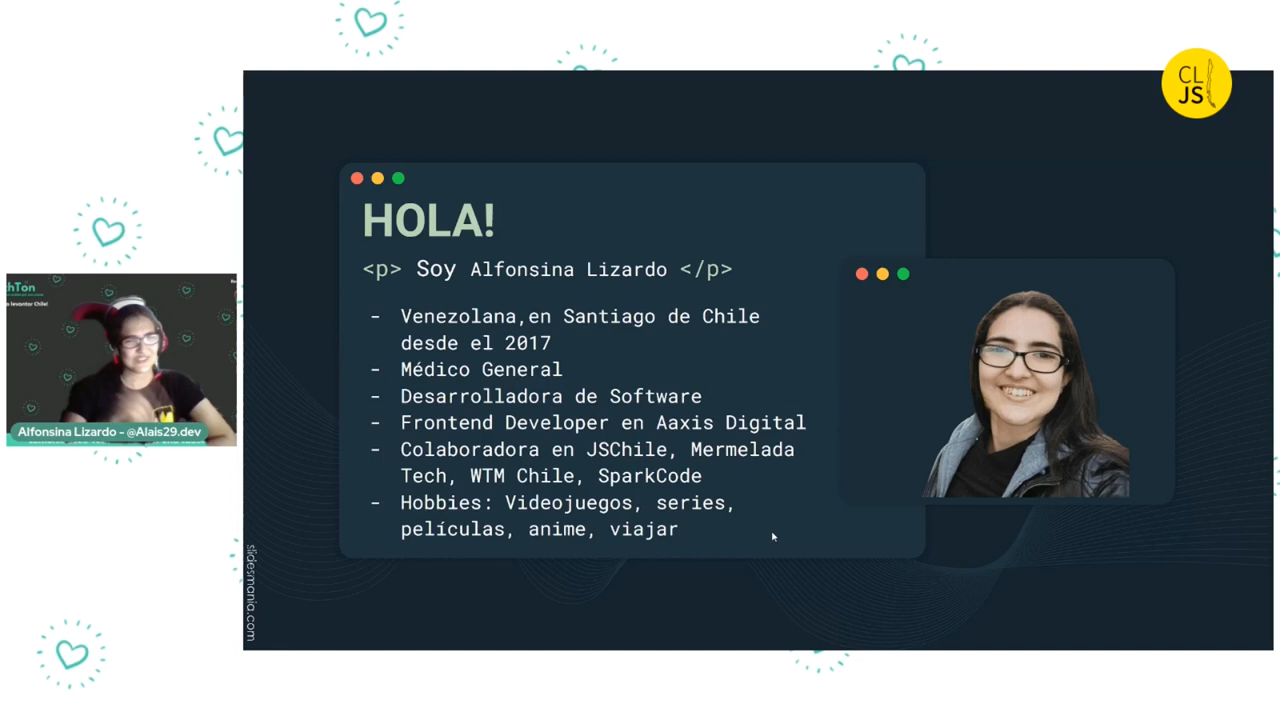 CL
JS
HOLA!
<p> Soy Alfonsina Lizardo </p>
- Venezolana,en Santiago de Chile
desde el 2017
- Médico General
- Desarrolladora de Software
- Frontend Developer en Aaxis Digital
- Colaboradora en JSChile, Mermelada
Tech, WTM Chile, SparkCode
- Hobbies: Videojuegos, series,
películas, anime, viajar
slidesmania.com
Alfonsina Lizardo - @Alais29.dev